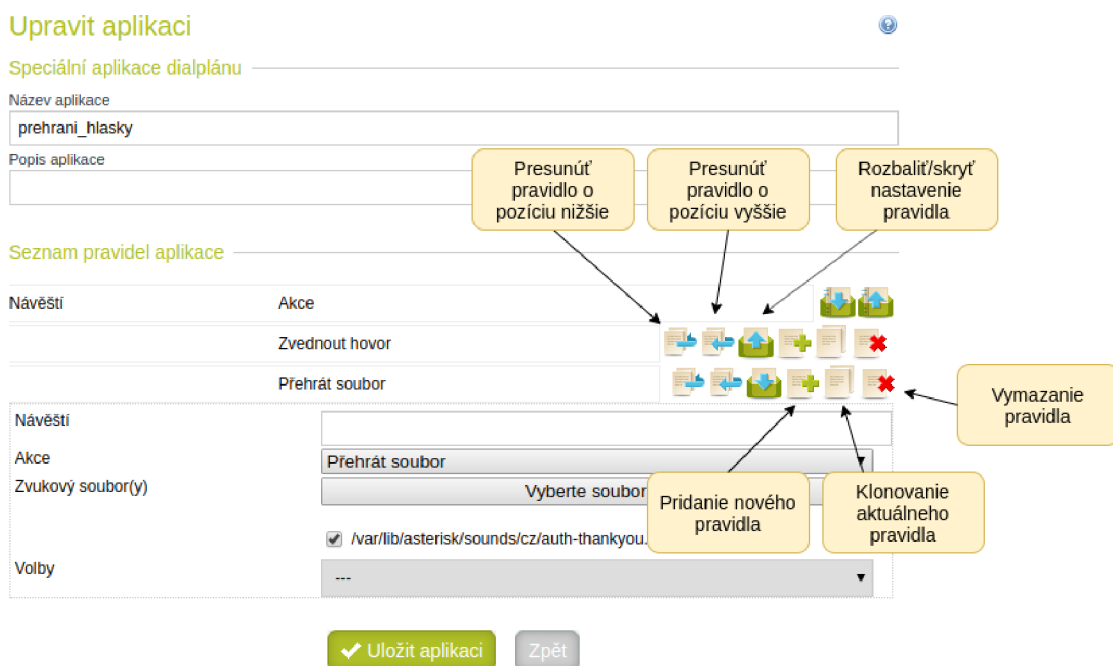 Upravit aplikaci
Speciální aplikace dialplánu
Název aplikace
prehrani_hlasky
Popis aplikace
Presunúť
pravidlo o
pozíciu nižšie
Presunúť
pravidlo o
pozíciu vyššie
Rozbaliť/skryť
nastavenie
pravidla
Seznam pravidel aplikace
Návěští Akce
Zvednout hovor
Přehrát soubor
Vymazanie
pravidla
Návěští
Akce Přehrát soubor
Zvukový soubor(y) Vyberte soubor
Pridanie nového
pravidla
Klonovanie
aktuálneho
pravidla
/var/lib/asterisk/sounds/cz/auth-thankyou.
Volby ---
Uložit aplikaci Zpět